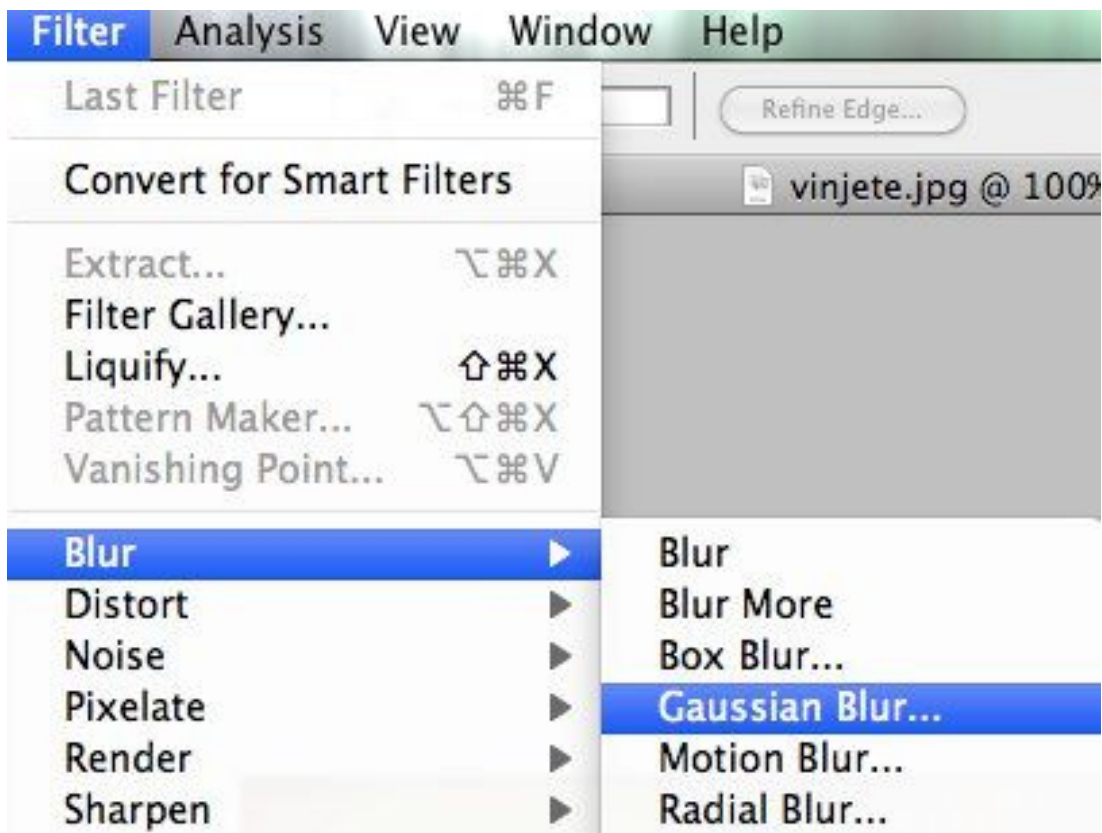 Filter Analysis View Window Help
Last Filter ⌘F
Refine Edge...
Convert for Smart Filters
vinjete.jpg @ 100%
Extract... ⌥⌘X
Filter Gallery...
Liquify... ⇧⌘X
Pattern Maker... ⌥⇧⌘X
Vanishing Point... ⌥⌘V
Blur ▶
Distort ▶
Noise ▶
Pixelate ▶
Render ▶
Sharpen ▶
Blur
Blur More
Box Blur...
Gaussian Blur...
Motion Blur...
Radial Blur...